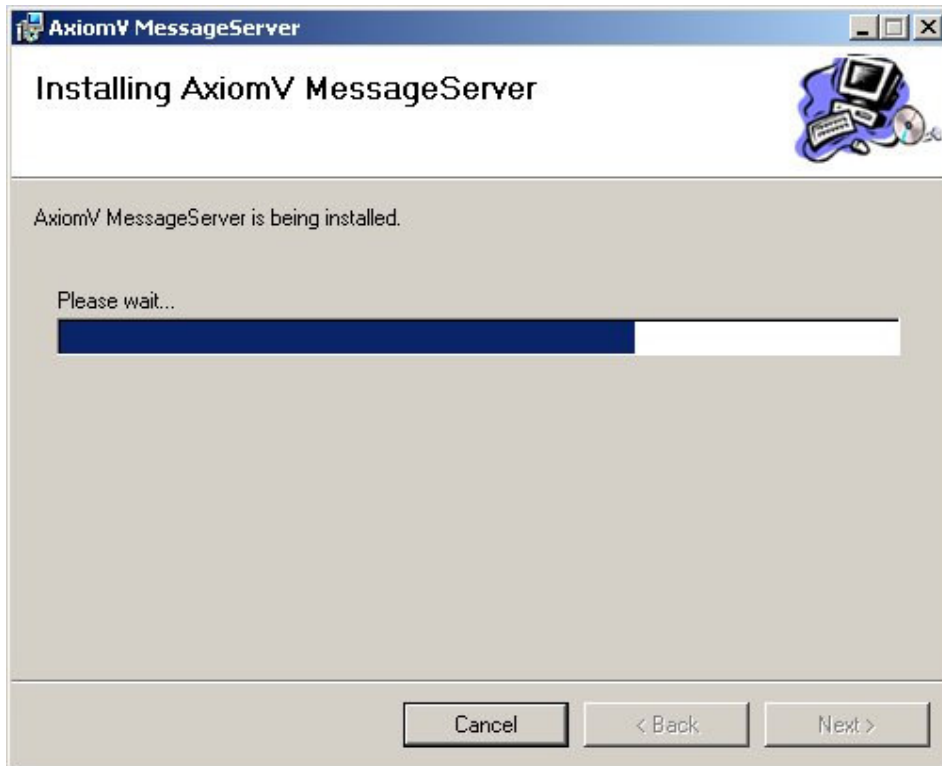 AxiomV MessageServer
Installing AxiomV MessageServer
AxiomV MessageServer is being installed.
Please wait...
Cancel
< Back
Next >